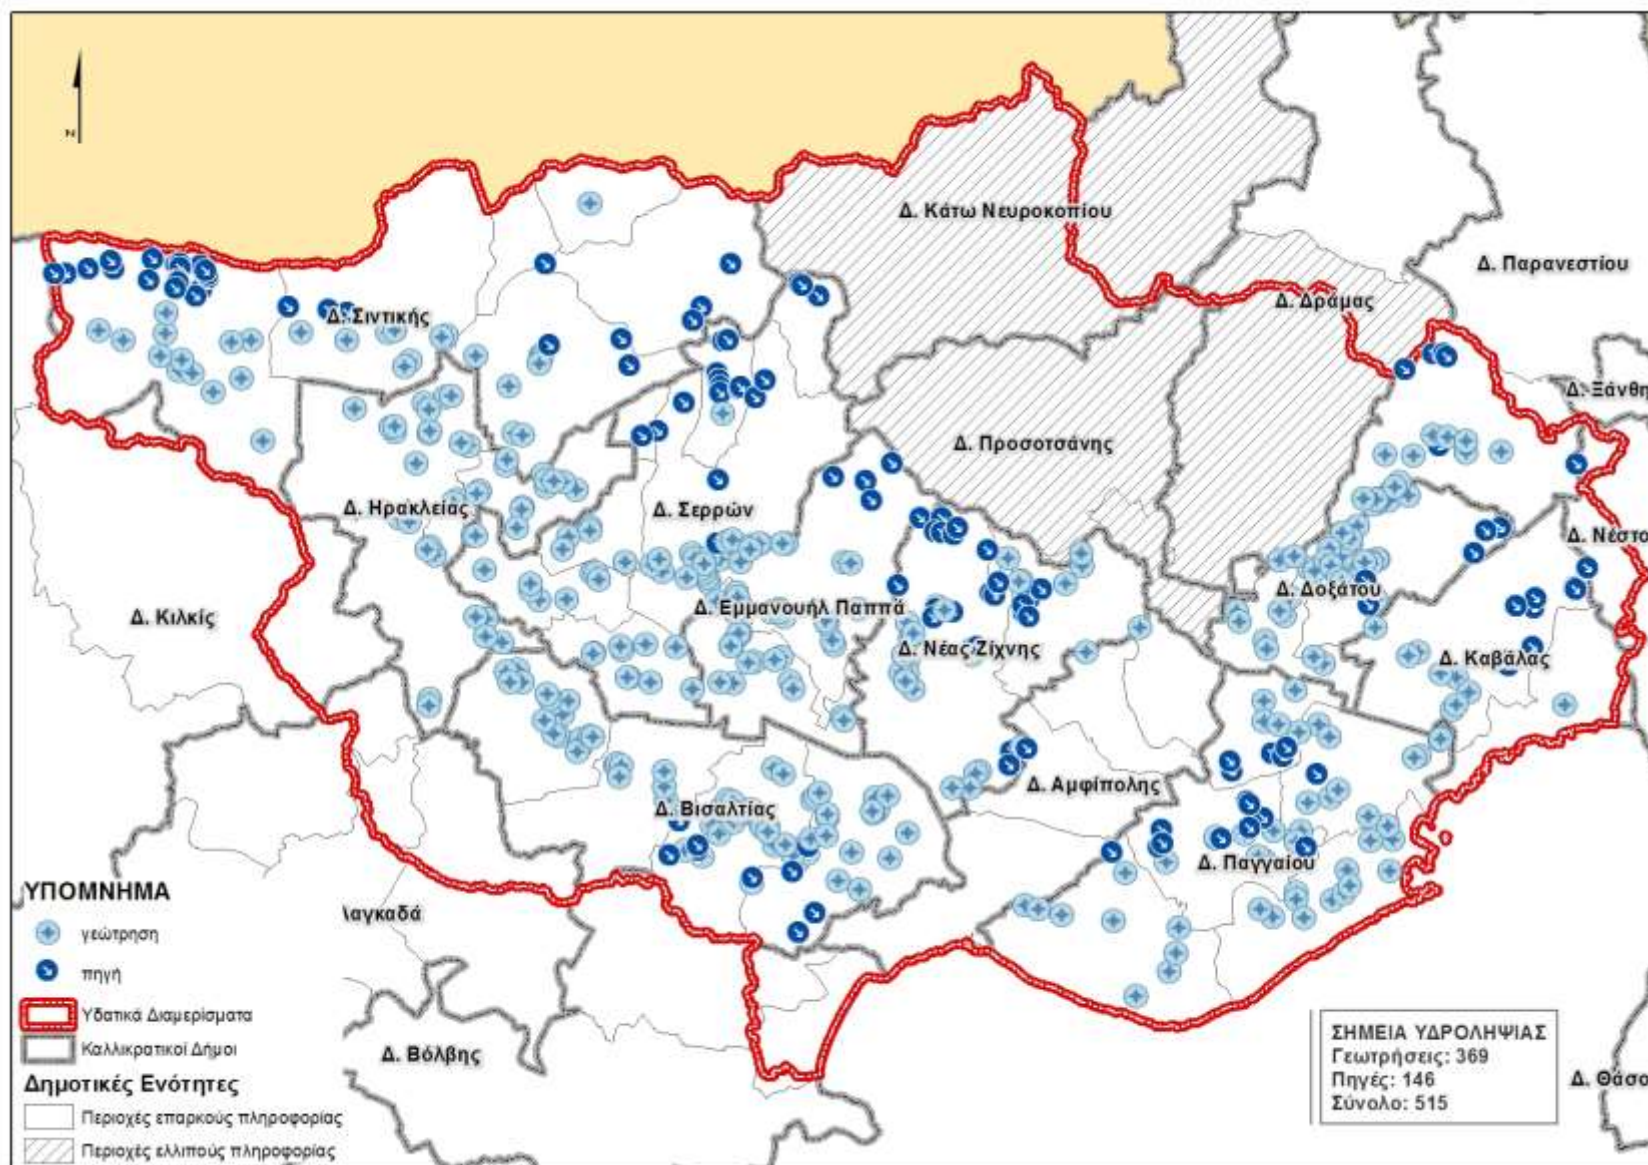 Z
Δ. Κάτω Νευροκοπίου
Δ. Παρανεστίου
Δ. Δράμας
Δ. Σιντικής
Δ. Ξάνθη
Δ. Προσοτσάνης
Δ. Ηρακλείας
Δ. Σερρών
Δ. Νέστο
Δ. Δοξάτου
Δ. Εμμανουήλ Παππά
Δ. Κιλκίς
Δ. Νέας Ζίχνης
Δ. Καβάλας
Δ. Αμφίπολης
Δ. Βισαλτίας
Δ. Παγγαίου
λαγκαδά
Δ. Βόλβης
Δ. Θάσο
ΥΠΟΜΝΗΜΑ
γεώτρηση
πηγή
Υδατικά Διαμερίσματα
Καλλικρατικοί Δήμοι
Δημοτικές Ενότητες
Περιοχές επαρκούς πληροφορίας
Περιοχές ελλιπούς πληροφορίας
ΣΗΜΕΙΑ ΥΔΡΟΛΗΨΙΑΣ
Γεωτρήσεις: 369
Πηγές: 146
Σύνολο: 515